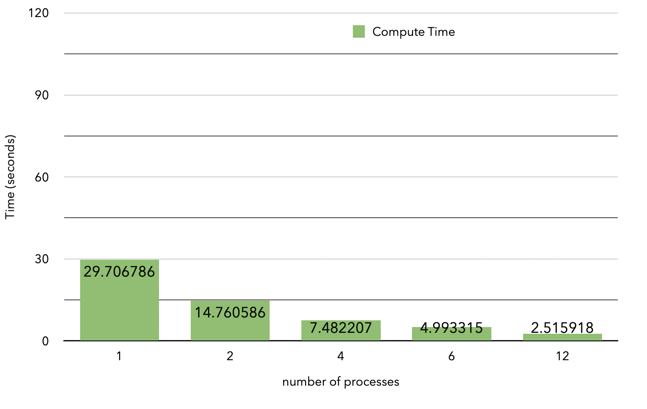 120
Compute Time
90
60
30
0
Time (seconds)
29.706786
14.760586
7.482207
4.993315
2.515918
1 2 4 6 12
number of processes